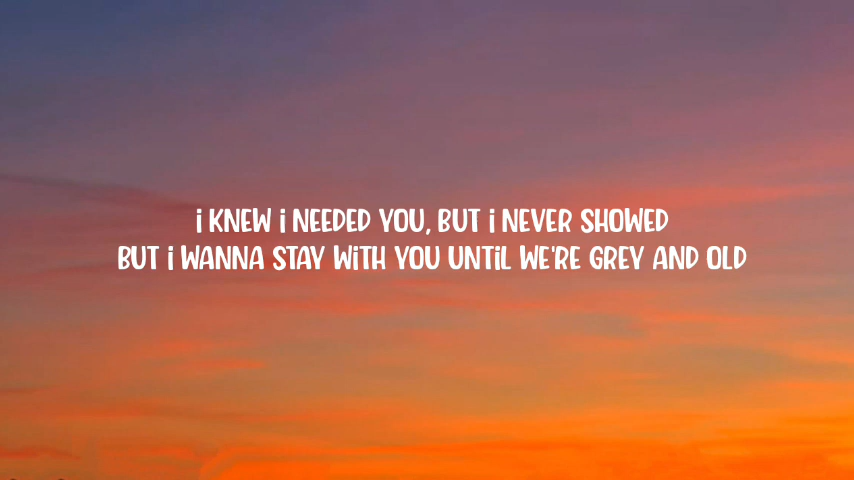 i KNEW i NEEDED YOU, BUT i NEVER SHOWED
BUT i WANNA STAY WiTH YOU UNTiL WE'RE GREY AND OLD